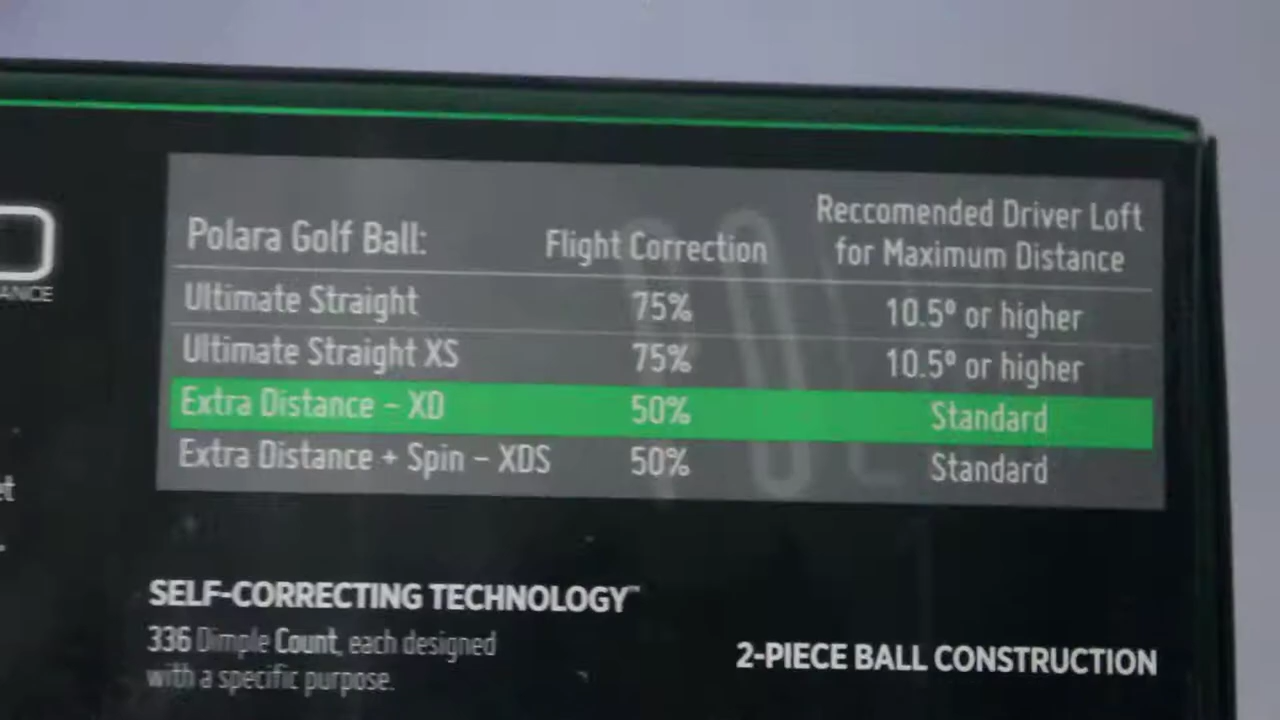 Reccomended Driver Loft
Polara Golf Ball: Flight Correction for Maximum Distance
Ultimate Straight 75% 10.5º or higher
Ultimate Straight XS 75% 10.5º or higher
Extra Distance – XD 50% Standard
Extra Distance + Spin – XDS 50% Standard
SELF-CORRECTING TECHNOLOGY™
336 Dimple Count, each designed
with a specific purpose.
2-PIECE BALL CONSTRUCTION